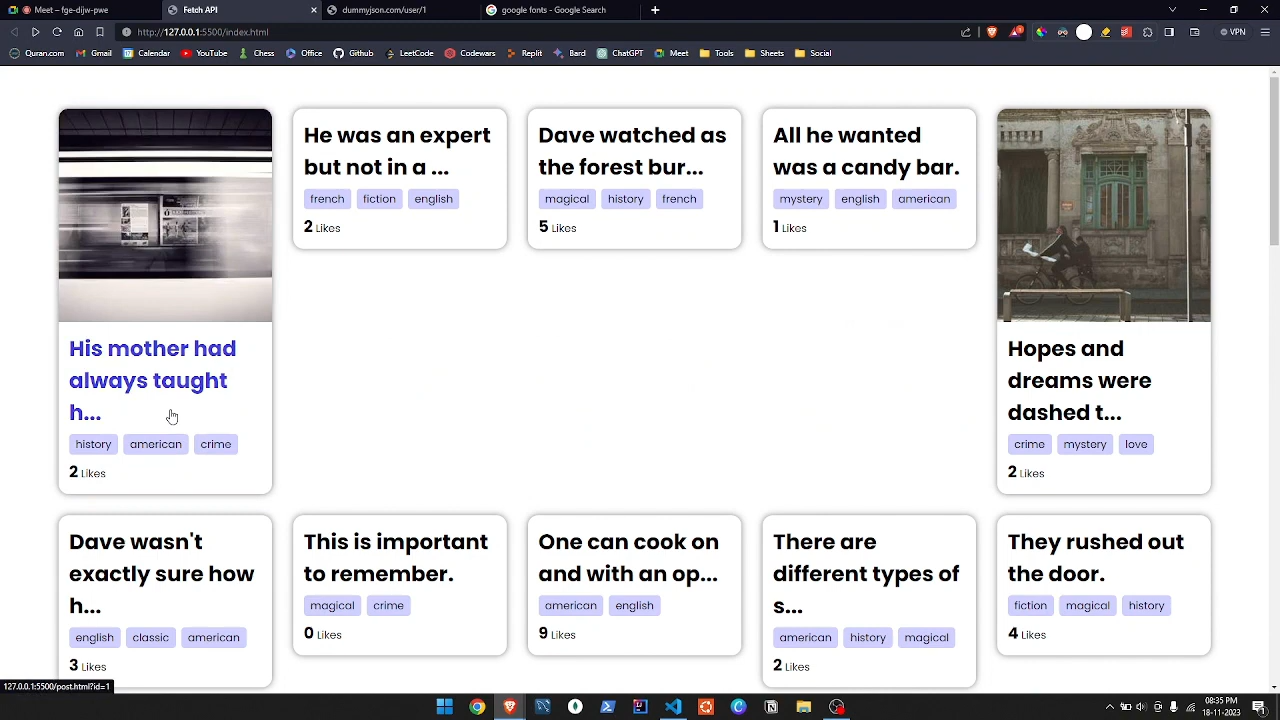 Meet – fge-dijw-pwe
Fetch API
dummyjson.com/user/1
google fonts - Google Search
http://127.0.0.1:5500/index.html
VPN
Quran.com
Gmail
Calendar
YouTube
Chess
Office
Github
LeetCode
Codewars
Replit
Bard
ChatGPT
Meet
Tools
Sheets
Social
His mother had
always taught
h...
history american crime
2 Likes
He was an expert
but not in a ...
french fiction english
2 Likes
Dave watched as
the forest bur...
magical history french
5 Likes
All he wanted
was a candy bar.
mystery english american
1 Likes
Hopes and
dreams were
dashed t...
crime mystery love
2 Likes
Dave wasn't
exactly sure how
h...
english classic american
3 Likes
This is important
to remember.
magical crime
0 Likes
One can cook on
and with an op...
american english
9 Likes
There are
different types of
s...
american history magical
2 Likes
They rushed out
the door.
fiction magical history
4 Likes
127.0.0.1:5500/post.html?id=1
08:35 PM
18-11-2023